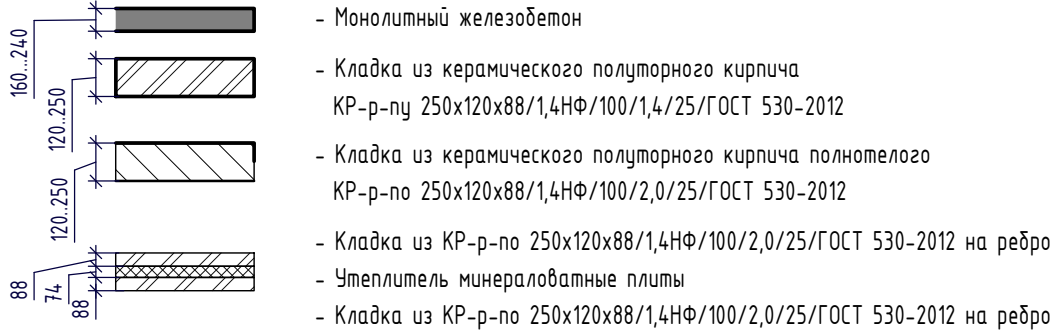 160...240
- Монолитный железобетон
120..250
- Кладка из керамического полуторного кирпича
КР-р-пу 250х120х88/1,4НФ/100/1,4/25/ГОСТ 530-2012
120..250
- Кладка из керамического полуторного кирпича полнотелого
КР-р-по 250х120х88/1,4НФ/100/2,0/25/ГОСТ 530-2012
88
74
88
- Кладка из КР-р-по 250х120х88/1,4НФ/100/2,0/25/ГОСТ 530-2012 на ребро
- Утеплитель минераловатные плиты
- Кладка из КР-р-по 250х120х88/1,4НФ/100/2,0/25/ГОСТ 530-2012 на ребро